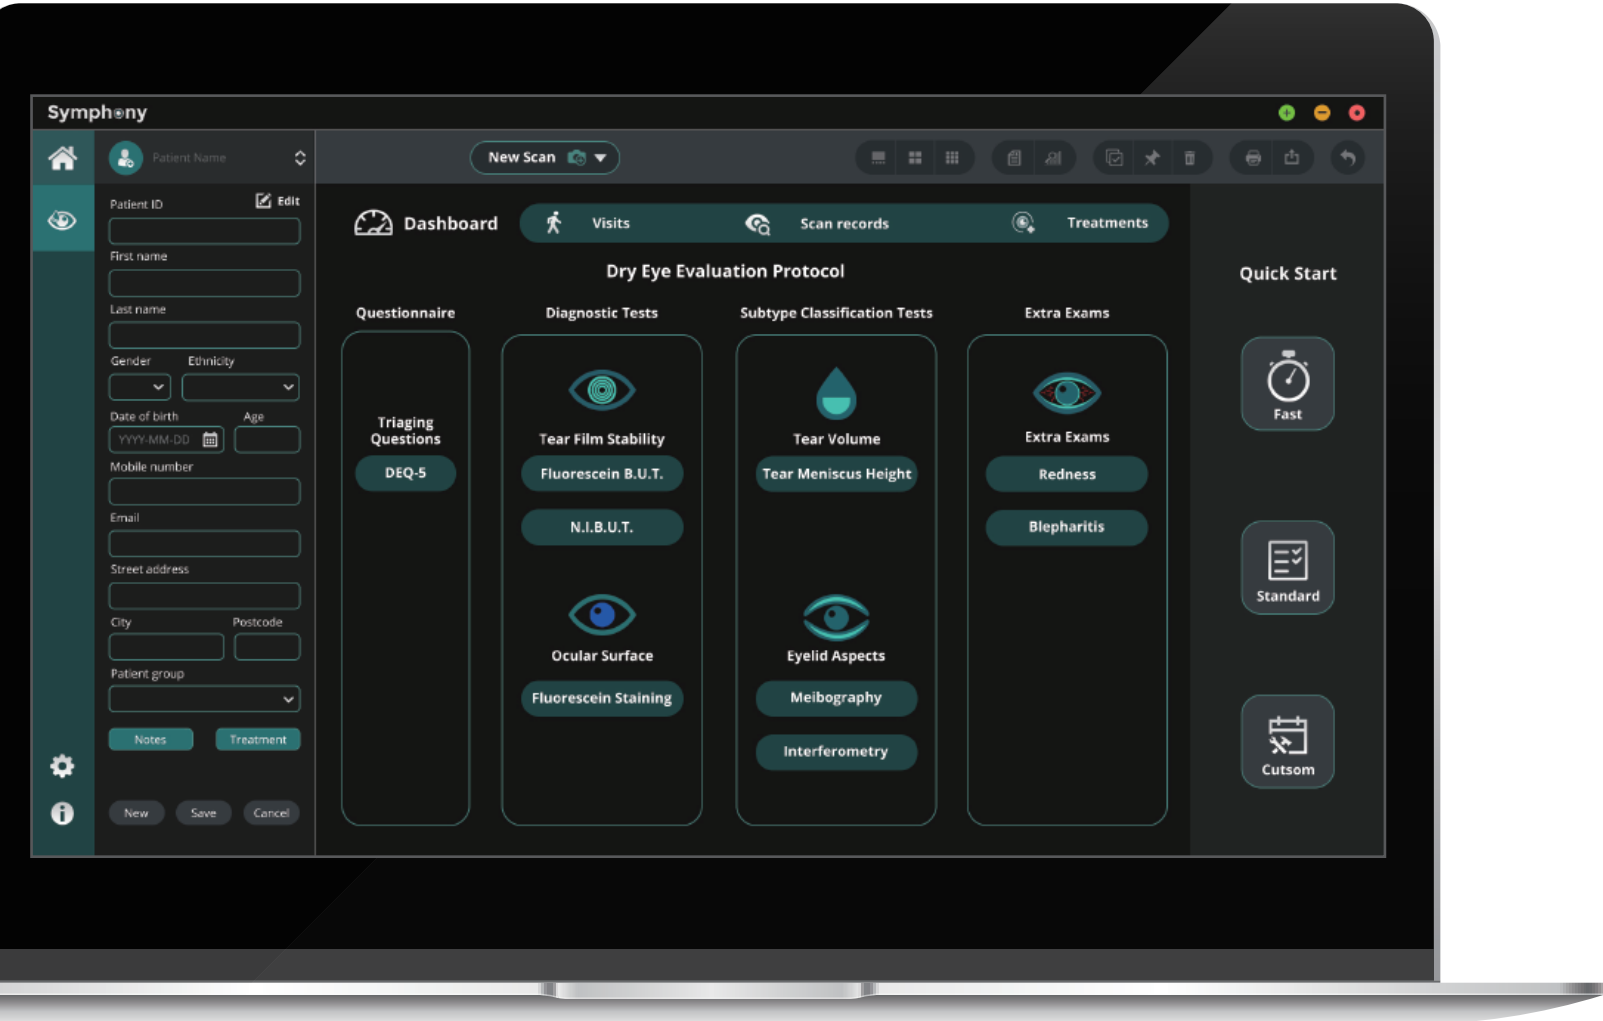 Symphony
Patient Name
New Scan
Patient ID
Edit
First name
Last name
Gender
Ethnicity
Date of birth
Age
YYYY-MM-DD
Mobile number
Email
Street address
City
Postcode
Patient group
Notes
Treatment
New
Save
Cancel
Dashboard
Visits
Scan records
Treatments
Dry Eye Evaluation Protocol
Questionnaire
Triaging
Questions
DEQ-5
Diagnostic Tests
Tear Film Stability
Fluorescein B.U.T.
N.I.B.U.T.
Ocular Surface
Fluorescein Staining
Subtype Classification Tests
Tear Volume
Tear Meniscus Height
Eyelid Aspects
Meibography
Interferometry
Extra Exams
Extra Exams
Redness
Blepharitis
Quick Start
Fast
Standard
Cutsom